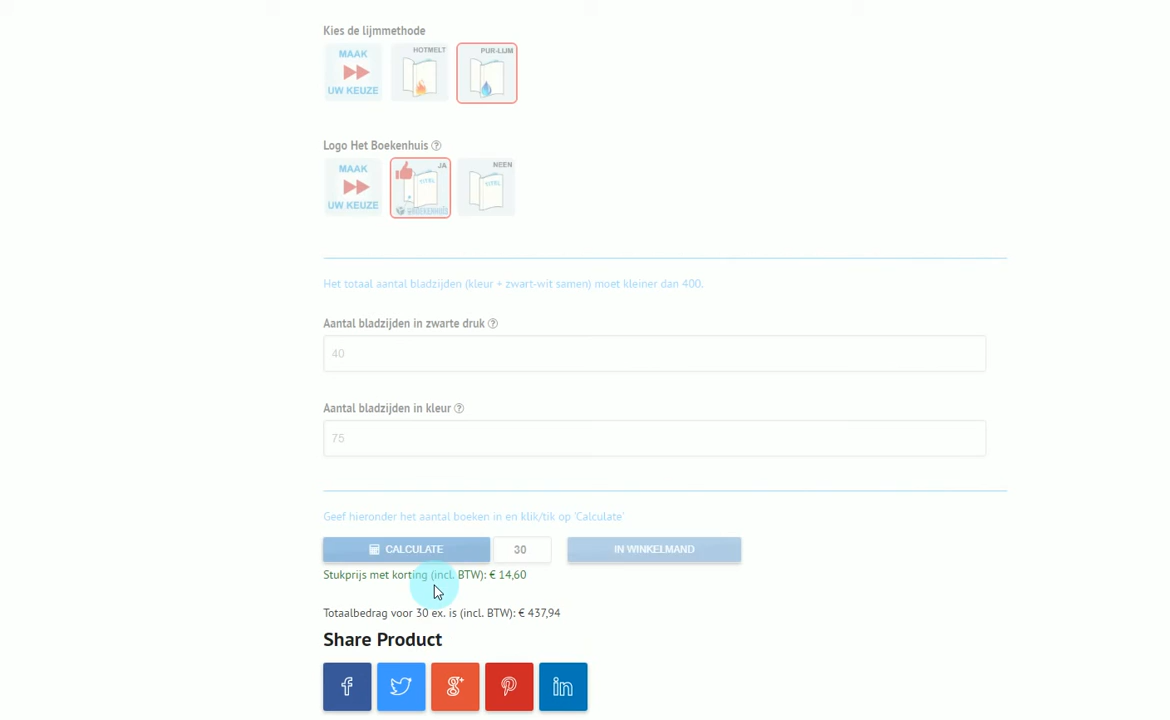 Kies de lijmmethode
MAAK
UW KEUZE
HOTMELT
PUR-LIJM
Logo Het Boekenhuis
MAAK
UW KEUZE
JA
TITEL
BOEKENHUIS
NEEN
TITEL
Het totaal aantal bladzijden (kleur + zwart-wit samen) moet kleiner dan 400.
Aantal bladzijden in zwarte druk
40
Aantal bladzijden in kleur
75
Geef hieronder het aantal boeken in en klik/tik op 'Calculate'
CALCULATE 30 IN WINKELMAND
Stukprijs met korting (incl. BTW): € 14,60
Totaalbedrag voor 30 ex. is (incl. BTW): € 437,94
Share Product